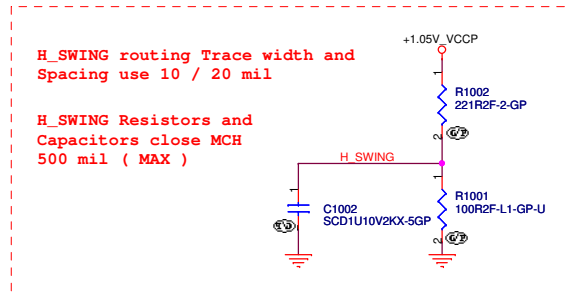 H_SWING routing Trace width and
Spacing use 10 / 20 mil
H_SWING Resistors and
Capacitors close MCH
500 mil ( MAX )
+1.05V_VCCP
1
R1002
221R2F-2-GP
2
H_SWING
1
R1001
100R2F-L1-GP-U
2
1
C1002
SCD1U10V2KX-5GP